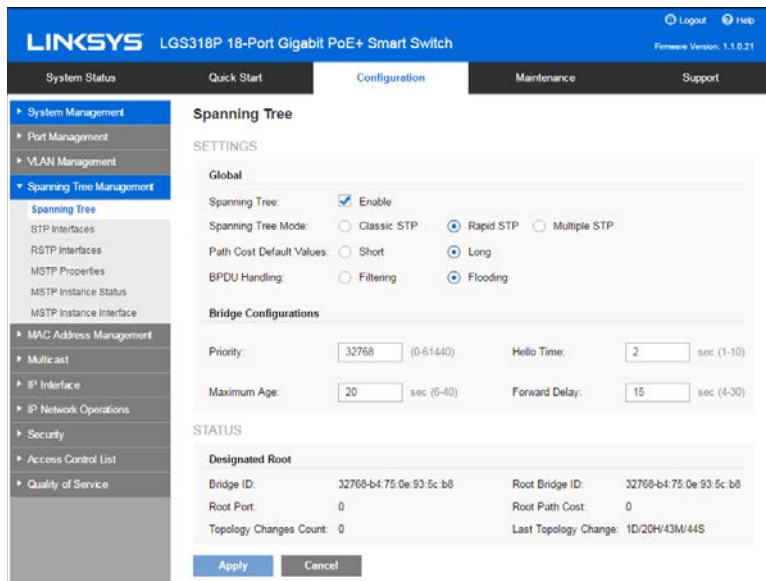 Logout Help
LINKSYS LGS318P 18-Port Gigabit PoE+ Smart Switch
Firmware Version: 1.1.0.21
System Status Quick Start Configuration Maintenance Support
System Management
Port Management
VLAN Management
Spanning Tree Management
Spanning Tree
STP Interfaces
RSTP Interfaces
MSTP Properties
MSTP Instance Status
MSTP Instance Interface
MAC Address Management
Multicast
IP Interface
IP Network Operations
Security
Access Control List
Quality of Service
Spanning Tree
SETTINGS
Global
Spanning Tree: Enable
Spanning Tree Mode: Classic STP Rapid STP Multiple STP
Path Cost Default Values: Short Long
BPDU Handling: Filtering Flooding
Bridge Configurations
Priority: 32768 (0-61440) Hello Time: 2 sec (1-10)
Maximum Age: 20 sec (6-40) Forward Delay: 15 sec (4-30)
STATUS
Designated Root
Bridge ID: 32768-b4:75:0e:93:5c:b8 Root Bridge ID: 32768-b4:75:0e:93:5c:b8
Root Port: 0 Root Path Cost: 0
Topology Changes Count: 0 Last Topology Change: 1D/20H/43M/44S
Apply Cancel